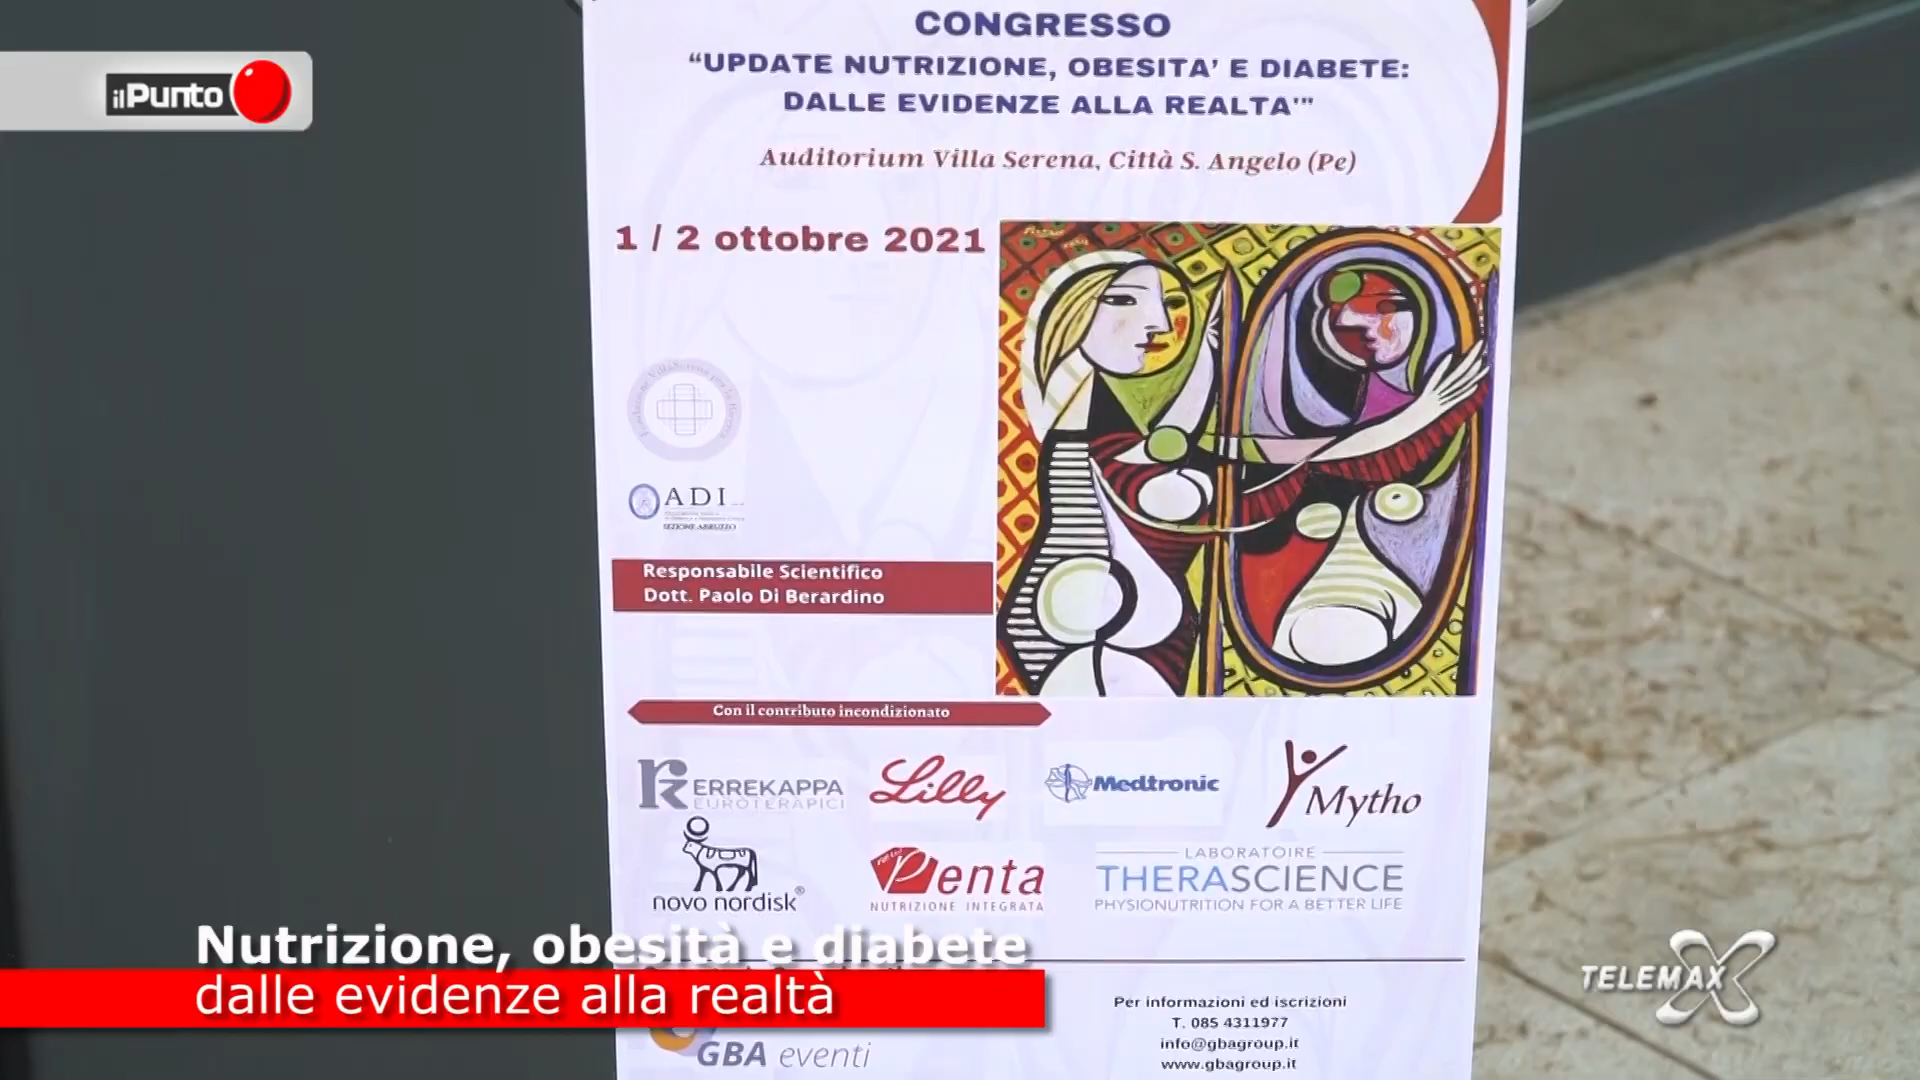 ilPunto
CONGRESSO
“UPDATE NUTRIZIONE, OBESITA’ E DIABETE:
DALLE EVIDENZE ALLA REALTA'”
Auditorium Villa Serena, Città S. Angelo (Pe)
1 / 2 ottobre 2021
ADI
SEZIONE ABRUZZO
Responsabile Scientifico
Dott. Paolo Di Berardino
Con il contributo incondizionato
ERREKAPPA
EUROTERAPICI
Lilly
Medtronic
Mytho
novo nordisk®
Penta
NUTRIZIONE INTEGRATA
LABORATOIRE
THERASCIENCE
PHYSIONUTRITION FOR A BETTER LIFE
Nutrizione, obesità e diabete
dalle evidenze alla realtà
GBA eventi
Per informazioni ed iscrizioni
T. 085 4311977
info@gbagroup.it
www.gbagroup.it
TELEMAX